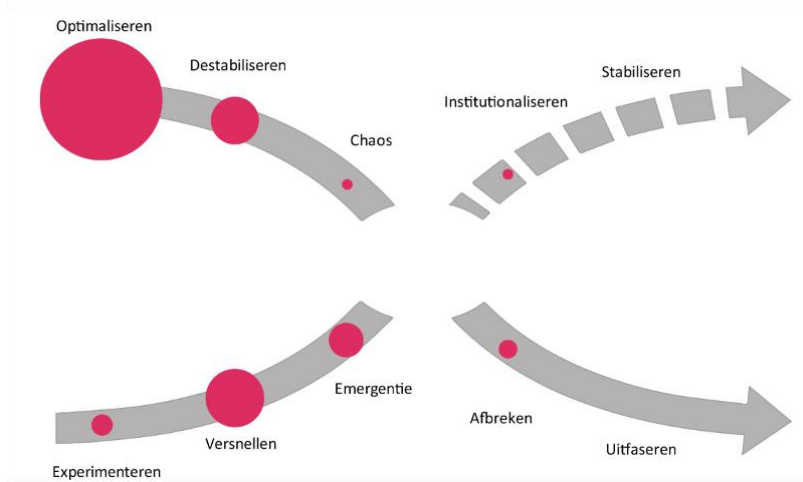 Optimaliseren
Destabiliseren
Chaos
Institutionaliseren
Stabiliseren
Experimenteren
Versnellen
Emergentie
Afbreken
Uitfaseren